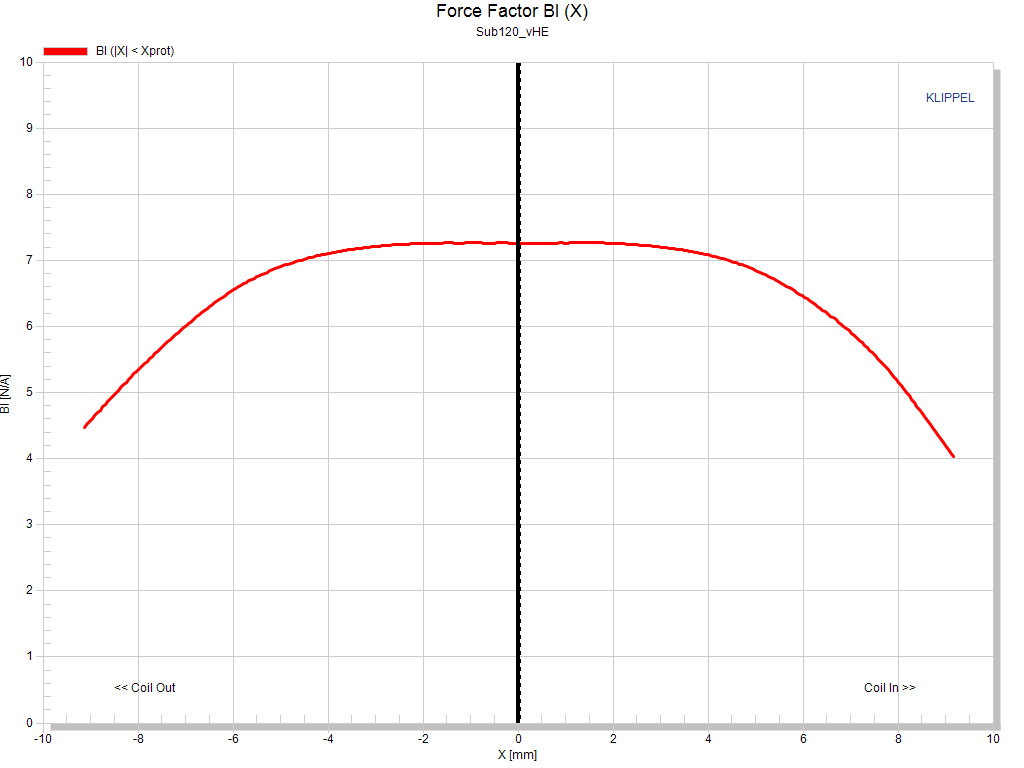 Force Factor Bl (X)
Sub120_vHE
Bl (|X| < Xprot)
KLIPPEL
10
9
8
7
6
5
4
3
2
1
0
Bl [N/A]
<< Coil Out
Coil In >>
-10 -8 -6 -4 -2 0 2 4 6 8 10
X [mm]